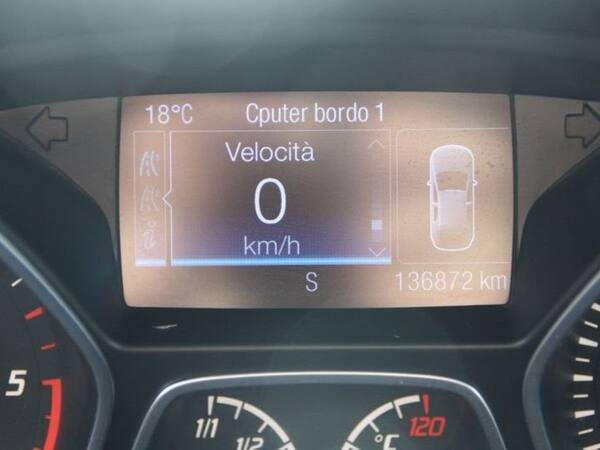 18°C Cputer bordo 1
Velocità
0
km/h
S 136872 km
5
1/1
1/2
°C 120